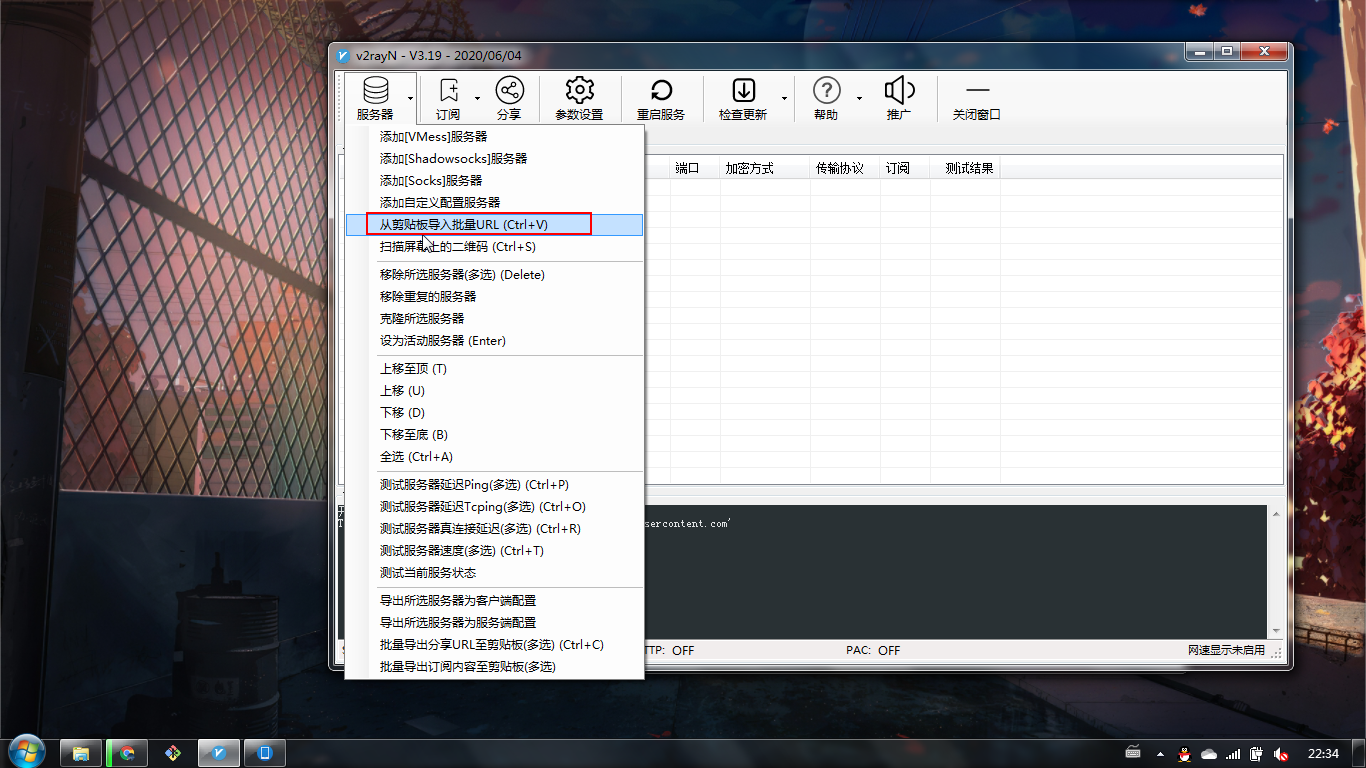 v2rayN - V3.19 - 2020/06/04
服务器
订阅
分享
参数设置
重启服务
检查更新
帮助
推广
关闭窗口
添加[VMess]服务器
添加[Shadowsocks]服务器
添加[Socks]服务器
添加自定义配置服务器
从剪贴板导入批量URL (Ctrl+V)
扫描屏幕上的二维码 (Ctrl+S)
移除所选服务器(多选) (Delete)
移除重复的服务器
克隆所选服务器
设为活动服务器 (Enter)
上移至顶 (T)
上移 (U)
下移 (D)
下移至底 (B)
全选 (Ctrl+A)
测试服务器延迟Ping(多选) (Ctrl+P)
测试服务器延迟Tcping(多选) (Ctrl+O)
测试服务器真连接延迟(多选) (Ctrl+R)
测试服务器速度(多选) (Ctrl+T)
测试当前服务状态
导出所选服务器为客户端配置
导出所选服务器为服务端配置
批量导出分享URL至剪贴板(多选) (Ctrl+C)
批量导出订阅内容至剪贴板(多选)
端口
加密方式
传输协议
订阅
测试结果
sercontent.com'
TP: OFF
PAC: OFF
网速显示未启用
22:34